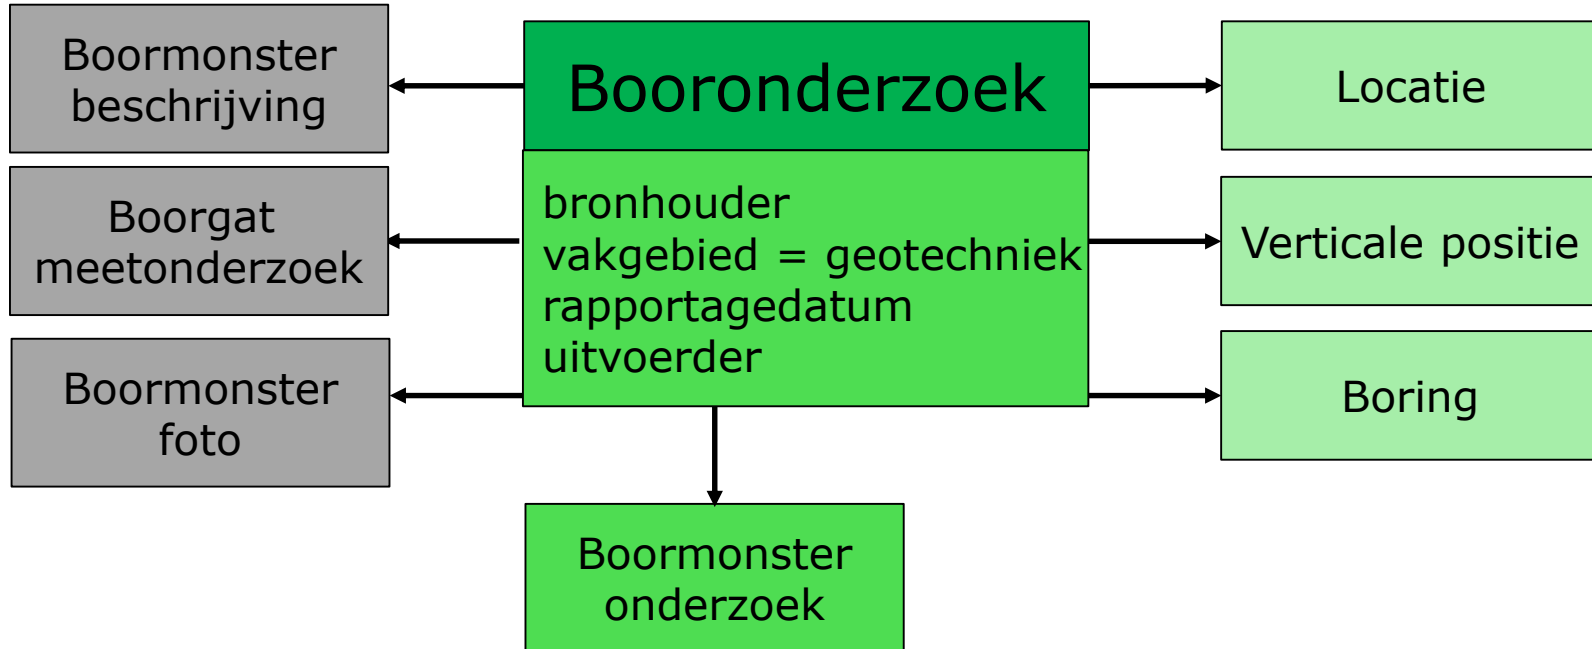 Boormonster
beschrijving
Booronderzoek
Locatie
Boorgat
meetonderzoek
bronhouder
vakgebied = geotechniek
rapportagedatum
uitvoerder
Verticale positie
Boormonster
foto
Boring
Boormonster
onderzoek